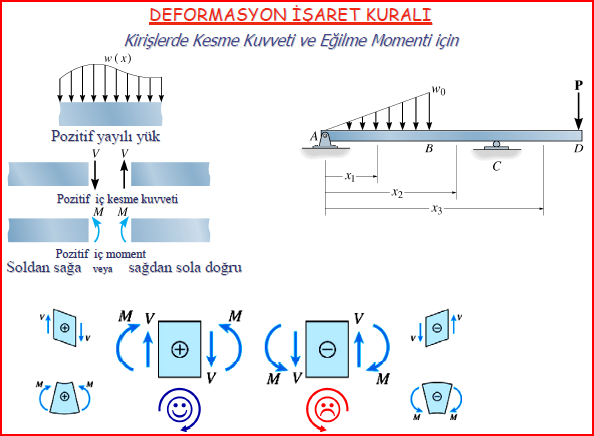 DEFORMASYON İŞARET KURALI
Kirişlerde Kesme Kuvveti ve Eğilme Momenti için
w(x)
Pozitif yayılı yük
V V
Pozitif iç kesme kuvveti
M M
Pozitif iç moment
Soldan sağa veya sağdan sola doğru
w0
P
A
B
C
D
x1
x2
x3
V + V
M + M
M V M
+
V
V
−
M V M
V − V
− M M